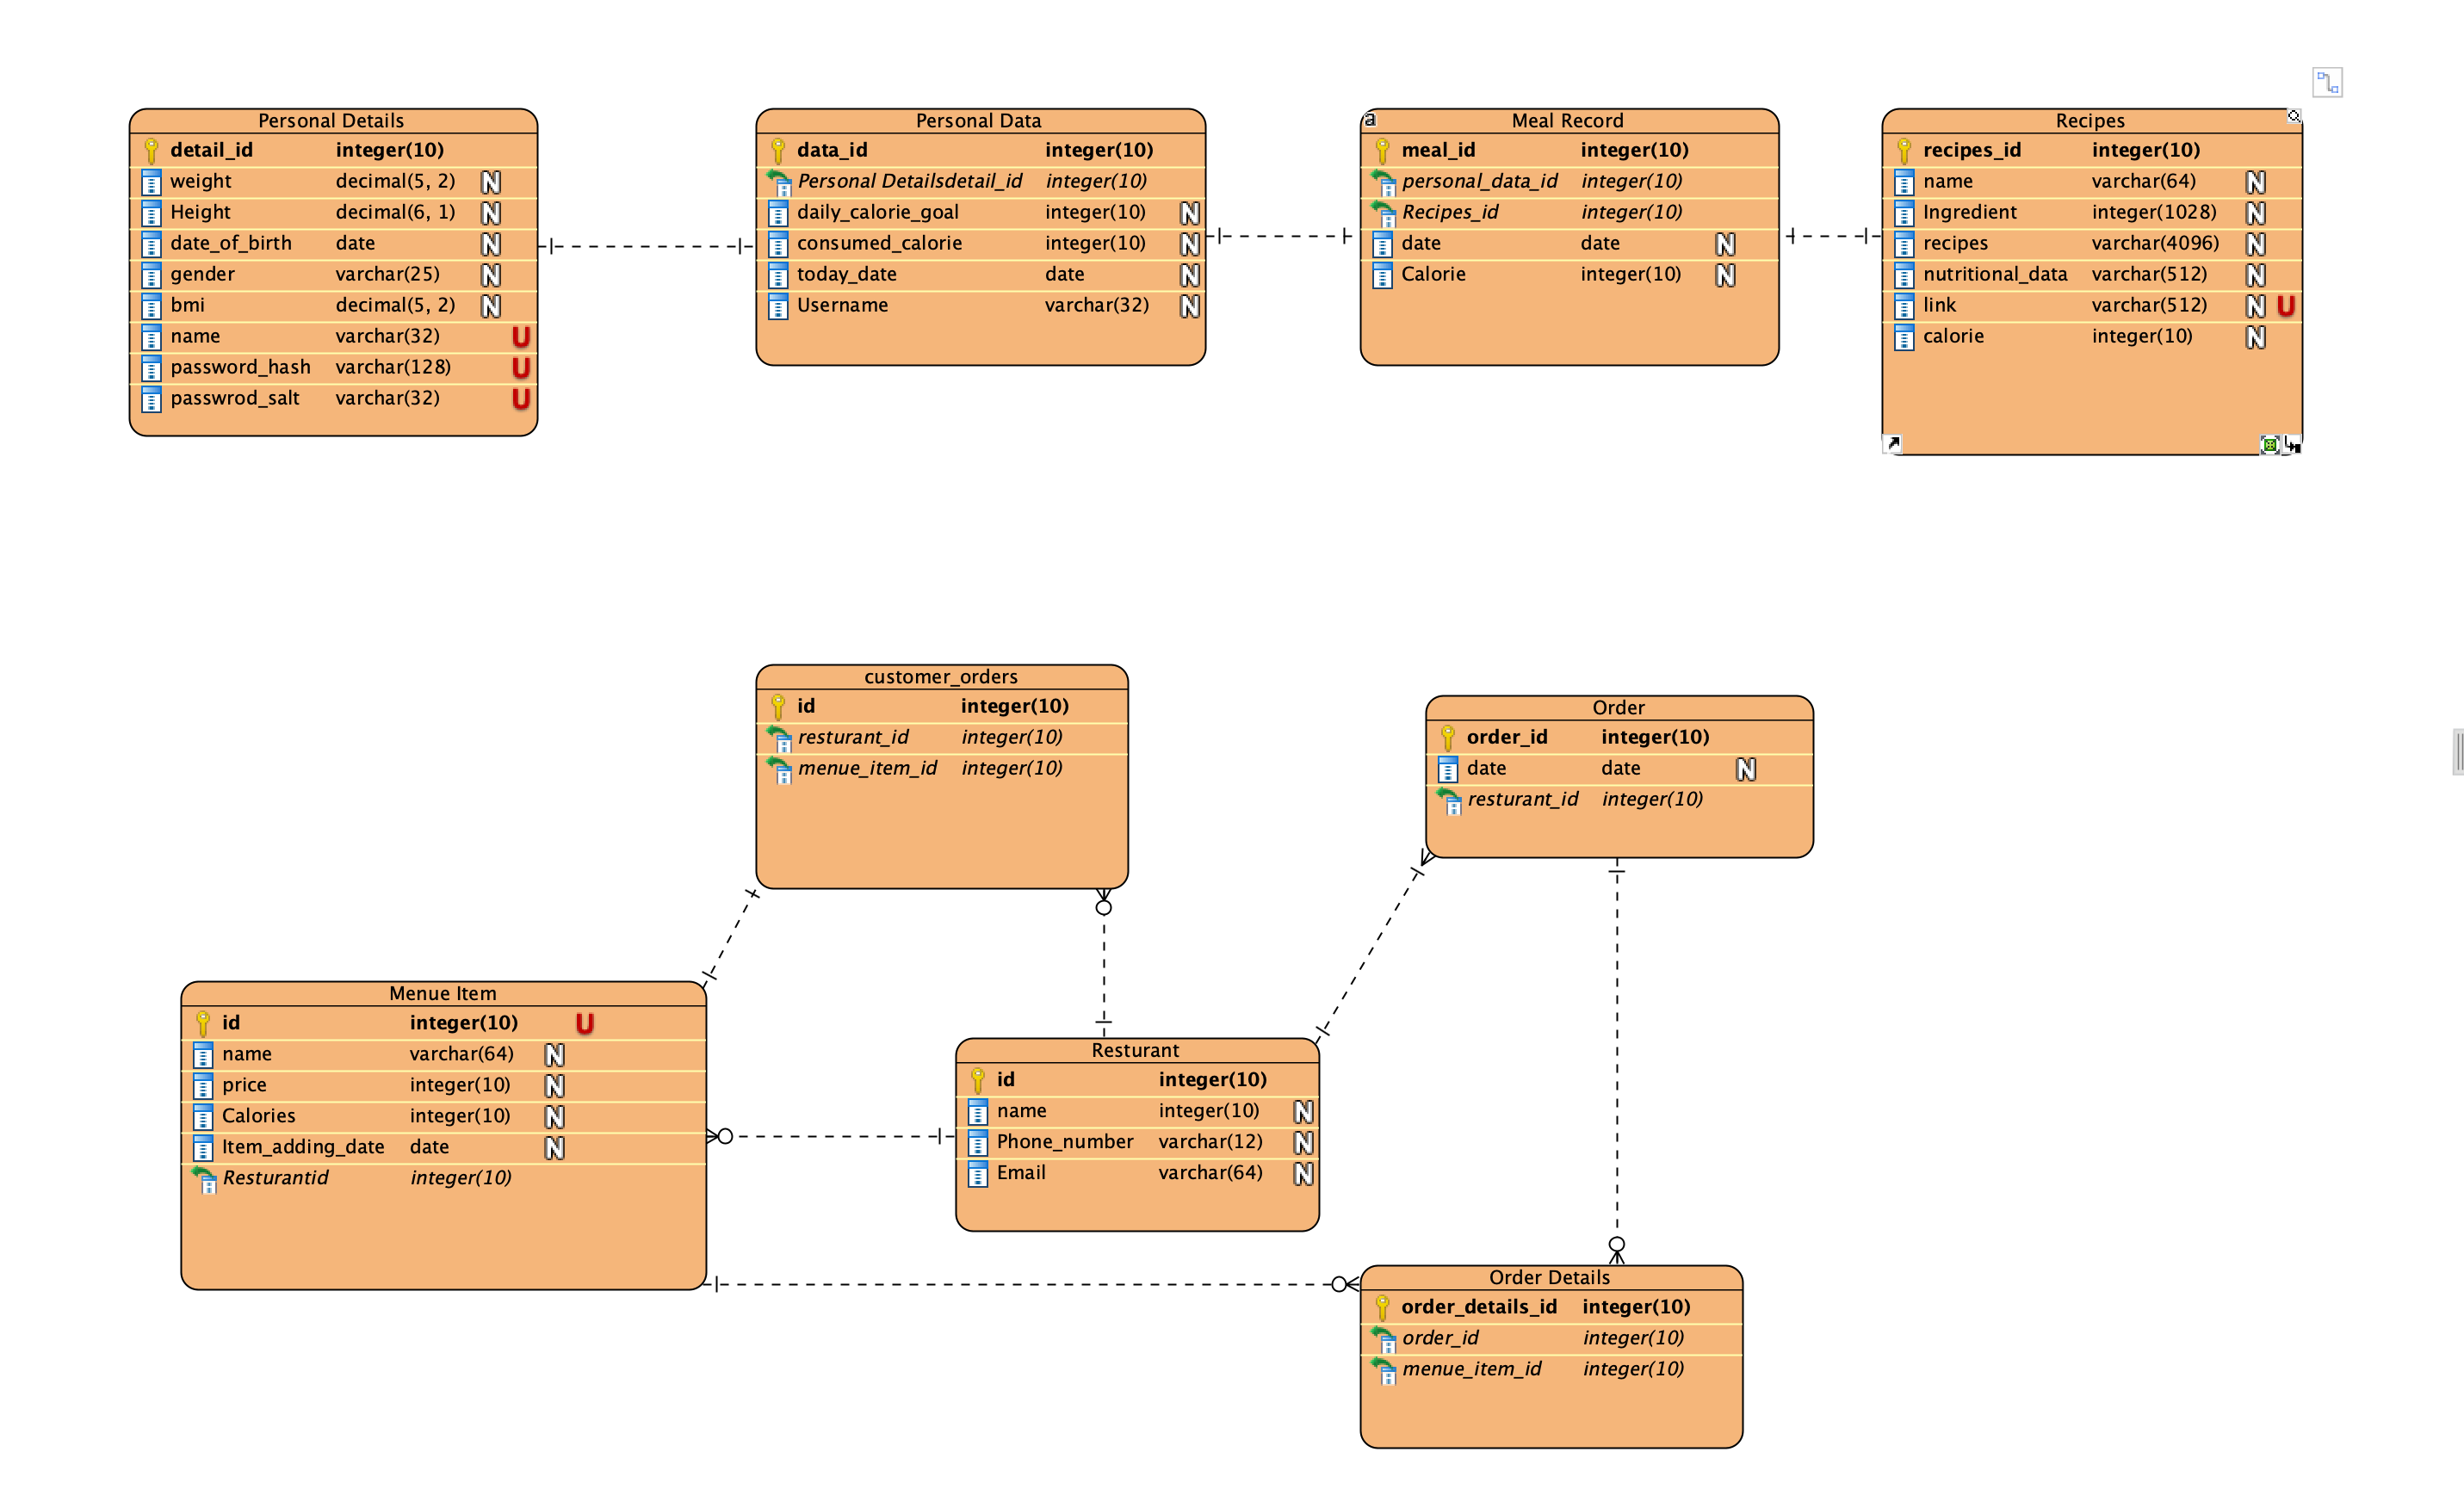 Personal Details
detail_id integer(10)
weight decimal(5, 2) N
Height decimal(6, 1) N
date_of_birth date N
gender varchar(25) N
bmi decimal(5, 2) N
name varchar(32) U
password_hash varchar(128) U
passwrod_salt varchar(32) U
Personal Data
data_id integer(10)
Personal Detailsdetail_id integer(10)
daily_calorie_goal integer(10) N
consumed_calorie integer(10) N
today_date date N
Username varchar(32) N
a
Meal Record
meal_id integer(10)
personal_data_id integer(10)
Recipes_id integer(10)
date date N
Calorie integer(10) N
Recipes
recipes_id integer(10)
name varchar(64) N
Ingredient integer(1028) N
recipes varchar(4096) N
nutritional_data varchar(512) N
link varchar(512) N U
calorie integer(10) N
customer_orders
id integer(10)
resturant_id integer(10)
menue_item_id integer(10)
Order
order_id integer(10)
date date N
resturant_id integer(10)
Menue Item
id integer(10) U
name varchar(64) N
price integer(10) N
Calories integer(10) N
Item_adding_date date N
Resturantid integer(10)
Resturant
id integer(10)
name integer(10) N
Phone_number varchar(12) N
Email varchar(64) N
Order Details
order_details_id integer(10)
order_id integer(10)
menue_item_id integer(10)